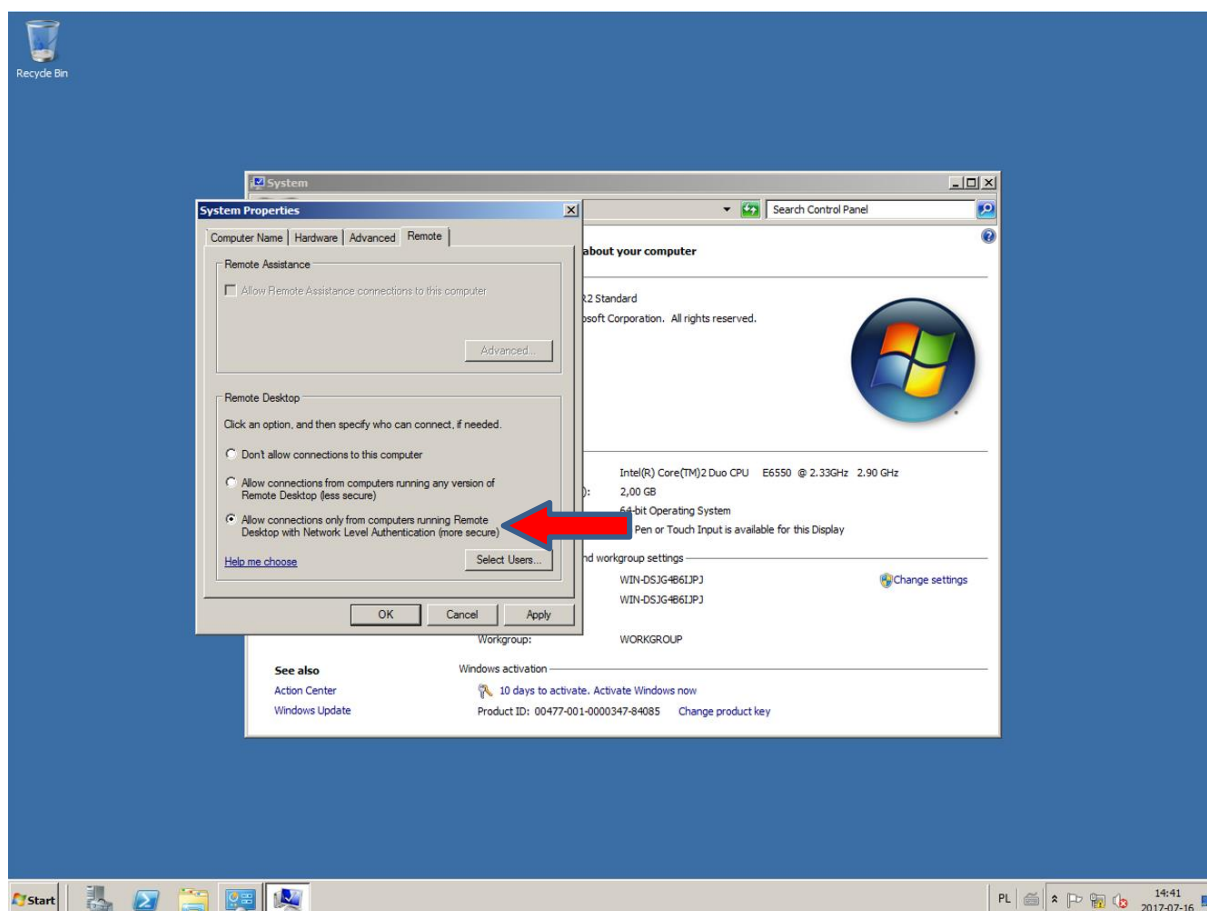 Recycle Bin
System
Search Control Panel
System Properties
Computer Name Hardware Advanced Remote
about your computer
Remote Assistance
Allow Remote Assistance connections to this computer
R2 Standard
osoft Corporation. All rights reserved.
Advanced...
Remote Desktop
Click an option, and then specify who can connect, if needed.
Don't allow connections to this computer
Allow connections from computers running any version of
Remote Desktop (less secure)
Allow connections only from computers running Remote
Desktop with Network Level Authentication (more secure)
Help me choose
Select Users...
OK Cancel Apply
Intel(R) Core(TM)2 Duo CPU E6550 @ 2.33GHz 2.90 GHz
): 2,00 GB
64-bit Operating System
Pen or Touch Input is available for this Display
nd workgroup settings
WIN-DSJG4B6IJPJ
Change settings
WIN-DSJG4B6IJPJ
Workgroup: WORKGROUP
See also
Action Center
Windows Update
Windows activation
10 days to activate. Activate Windows now
Product ID: 00477-001-0000347-84085 Change product key
Start
PL
14:41
2017-07-16